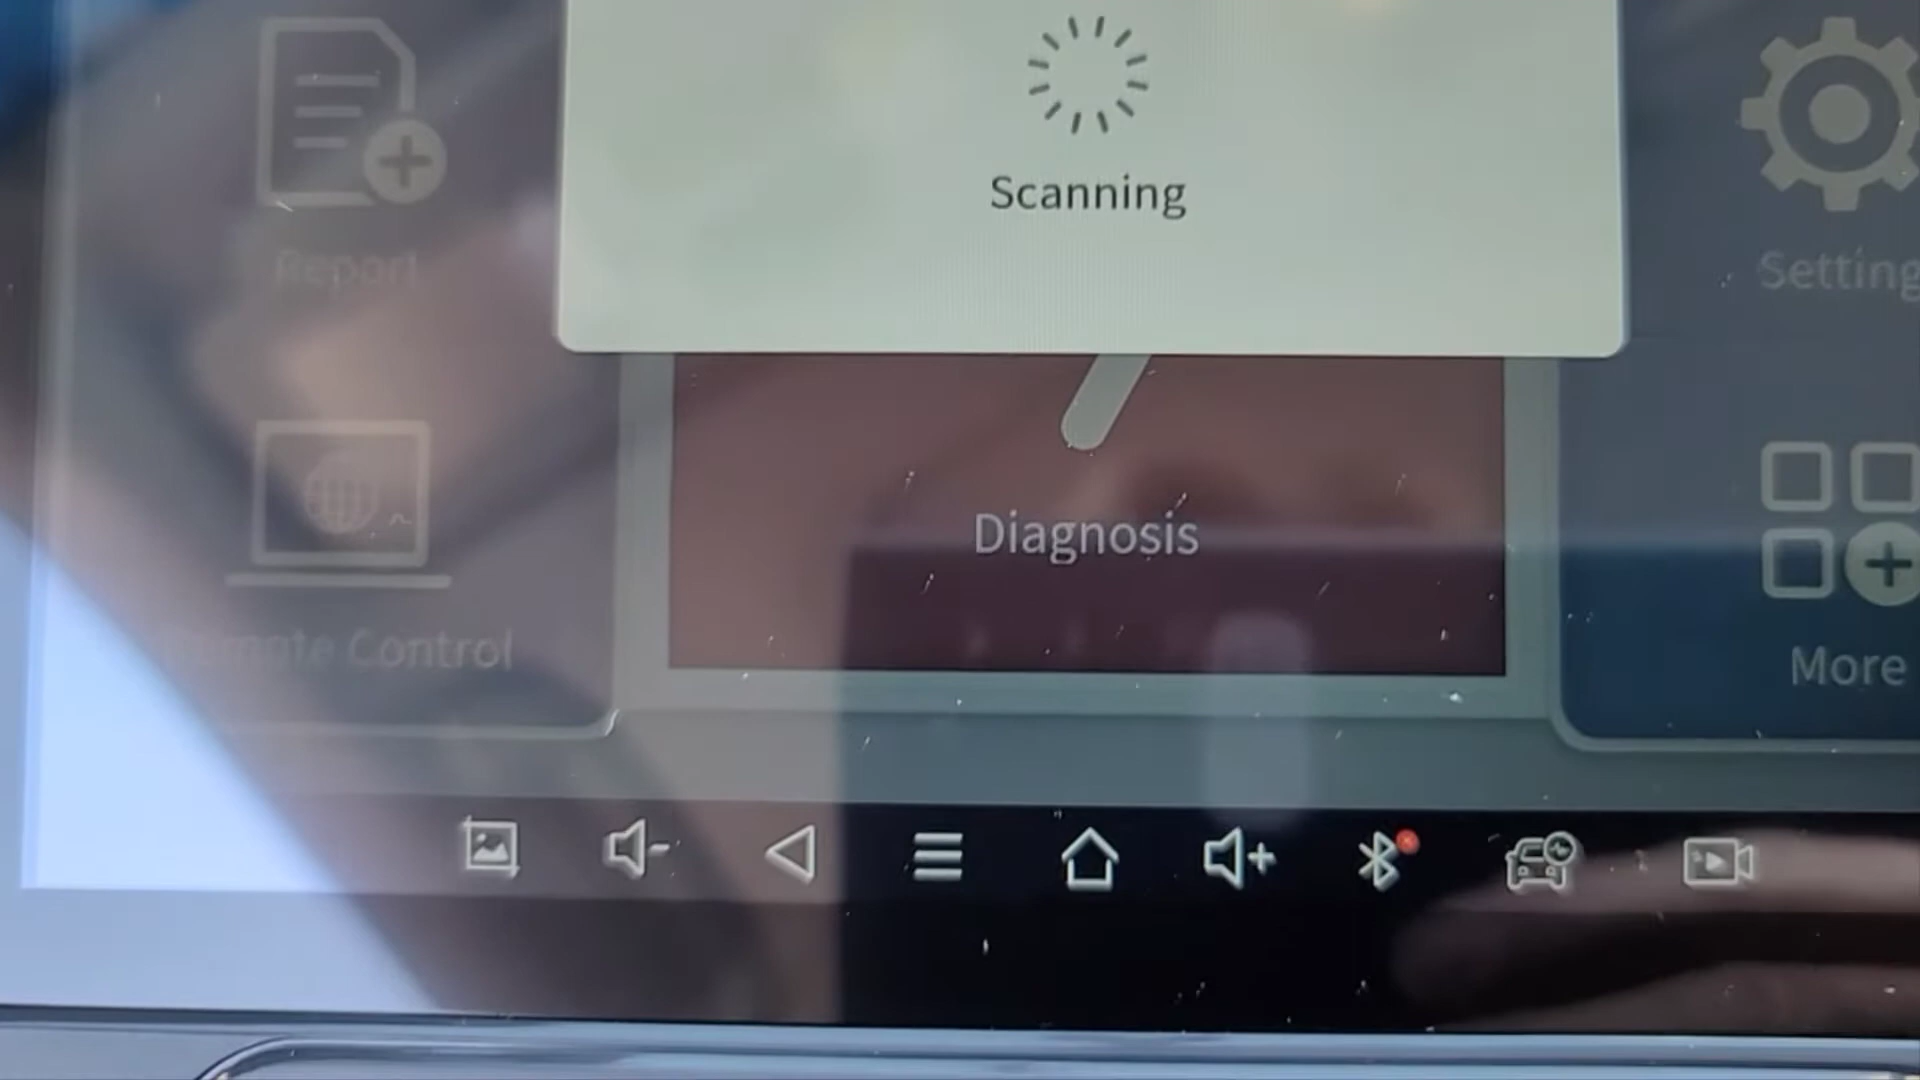 Scanning
Report
Setting
Diagnosis
Remote Control
More